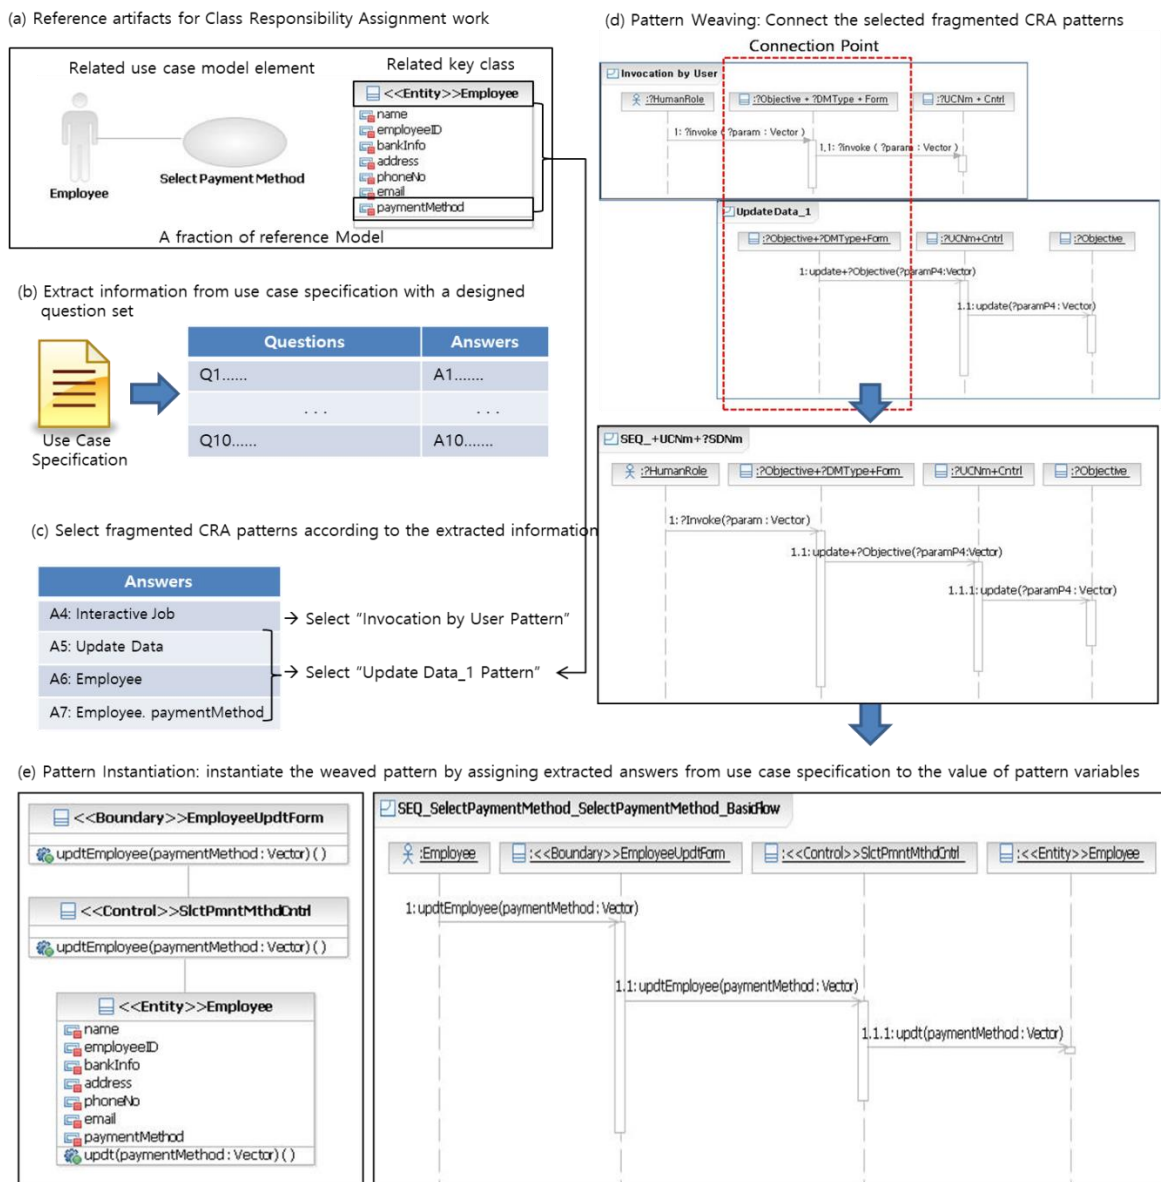 (a) Reference artifacts for Class Responsibility Assignment work
Related use case model element
Related key class
Employee
Select Payment Method
<<Entity>>Employee
name
employeeID
bankInfo
address
phoneNo
email
paymentMethod
A fraction of reference Model
(b) Extract information from use case specification with a designed
question set
Use Case
Specification
Questions Answers
Q1...... A1.......
. . . . . .
Q10...... A10.......
(c) Select fragmented CRA patterns according to the extracted information
Answers
A4: Interactive Job
A5: Update Data
A6: Employee
A7: Employee. paymentMethod
→ Select “Invocation by User Pattern”
→ Select “Update Data_1 Pattern”
(d) Pattern Weaving: Connect the selected fragmented CRA patterns
Connection Point
Invocation by User
:?HumanRole
:?Objective + ?DMType + Form
:?UCNm + Cntrl
1: ?invoke ( ?param : Vector )
1.1: ?invoke ( ?param : Vector )
UpdateData_1
:?Objective+?DMType+Form
:?UCNm+Cntrl
:?Objective
1: update+?Objective(?paramP4:Vector)
1.1: update(?paramP4 : Vector)
SEQ_+UCNm+?SDNm
:?HumanRole
:?Objective+?DMType+Form
:?UCNm+Cntrl
:?Objective
1: ?Invoke(?param : Vector)
1.1: update+?Objective(?paramP4:Vector)
1.1.1: update(?paramP4 : Vector)
(e) Pattern Instantiation: instantiate the weaved pattern by assigning extracted answers from use case specification to the value of pattern variables
<<Boundary>>EmployeeUpdtForm
updtEmployee(paymentMethod : Vector) ( )
<<Control>>SlctPmntMthdCntrl
updtEmployee(paymentMethod : Vector) ( )
<<Entity>>Employee
name
employeeID
bankInfo
address
phoneNo
email
paymentMethod
updt(paymentMethod : Vector) ( )
SEQ_SelectPaymentMethod_SelectPaymentMethod_BasicFlow
:Employee
:<<Boundary>>EmployeeUpdtForm
:<<Control>>SlctPmntMthdCntrl
:<<Entity>>Employee
1: updtEmployee(paymentMethod : Vector)
1.1: updtEmployee(paymentMethod : Vector)
1.1.1: updt(paymentMethod : Vector)